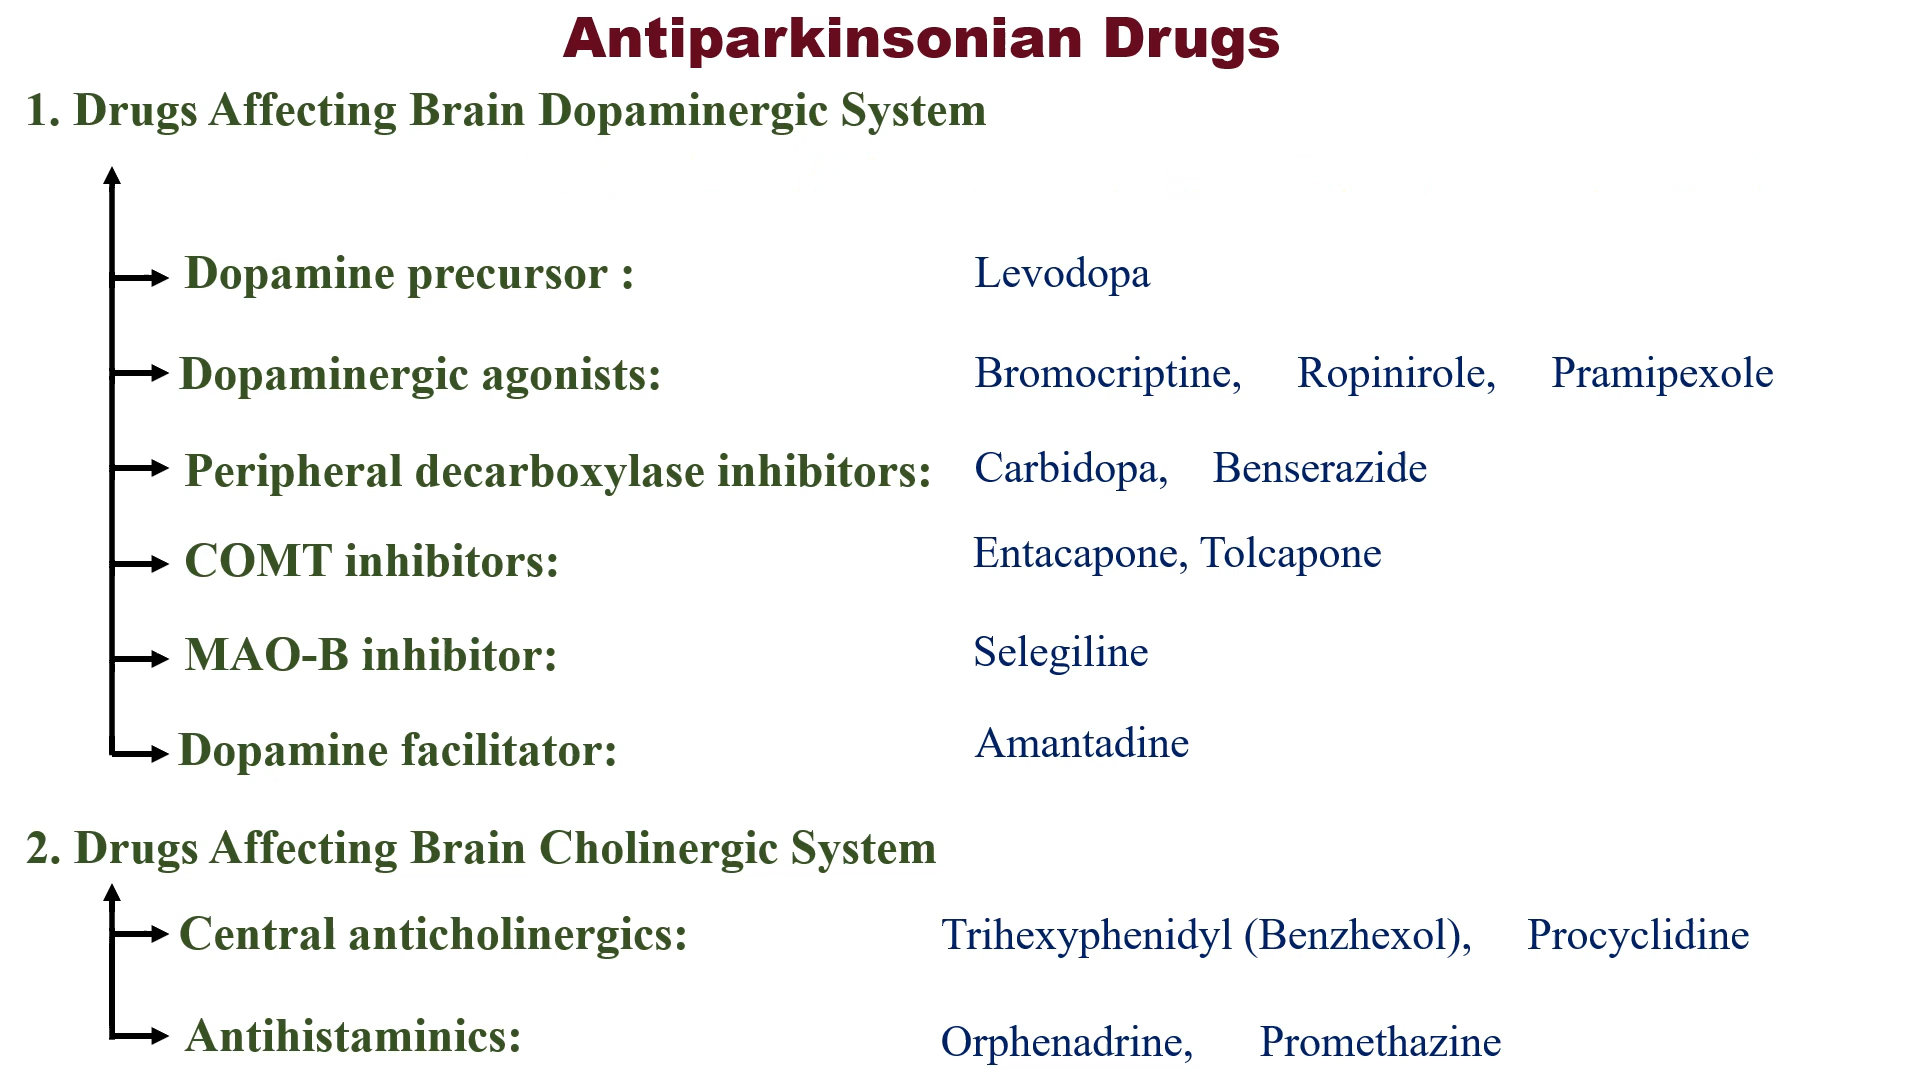 Antiparkinsonian Drugs
1. Drugs Affecting Brain Dopaminergic System
Dopamine precursor : Levodopa
Dopaminergic agonists: Bromocriptine, Ropinirole, Pramipexole
Peripheral decarboxylase inhibitors: Carbidopa, Benserazide
COMT inhibitors: Entacapone, Tolcapone
MAO-B inhibitor: Selegiline
Dopamine facilitator: Amantadine
2. Drugs Affecting Brain Cholinergic System
Central anticholinergics: Trihexyphenidyl (Benzhexol), Procyclidine
Antihistaminics: Orphenadrine, Promethazine